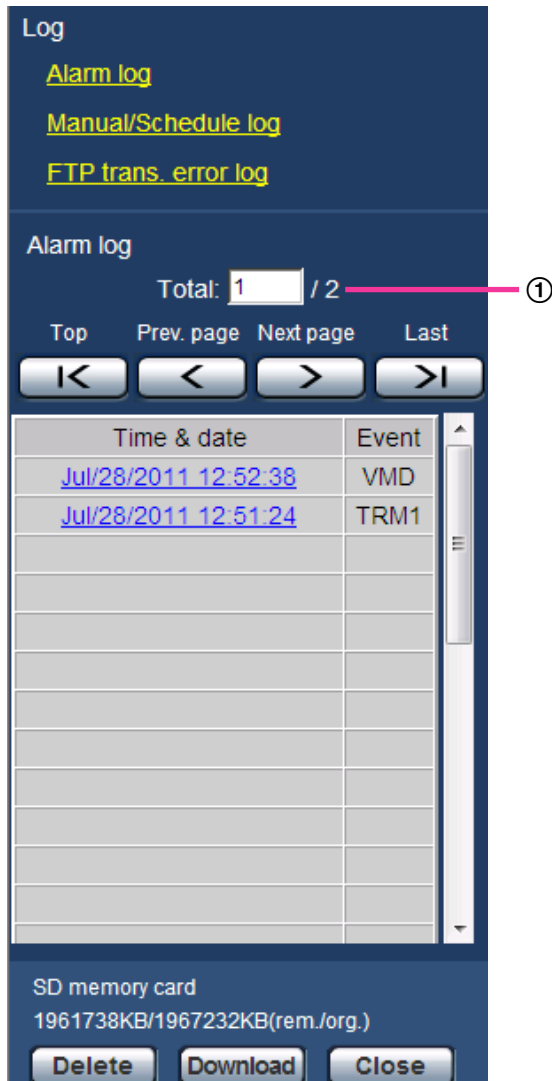 Log
Alarm log
Manual/Schedule log
FTP trans. error log
Alarm log
Total: 1 / 2
①
Top Prev. page Next page Last
Time & date Event
Jul/28/2011 12:52:38 VMD
Jul/28/2011 12:51:24 TRM1
SD memory card
1961738KB/1967232KB(rem./org.)
Delete Download Close